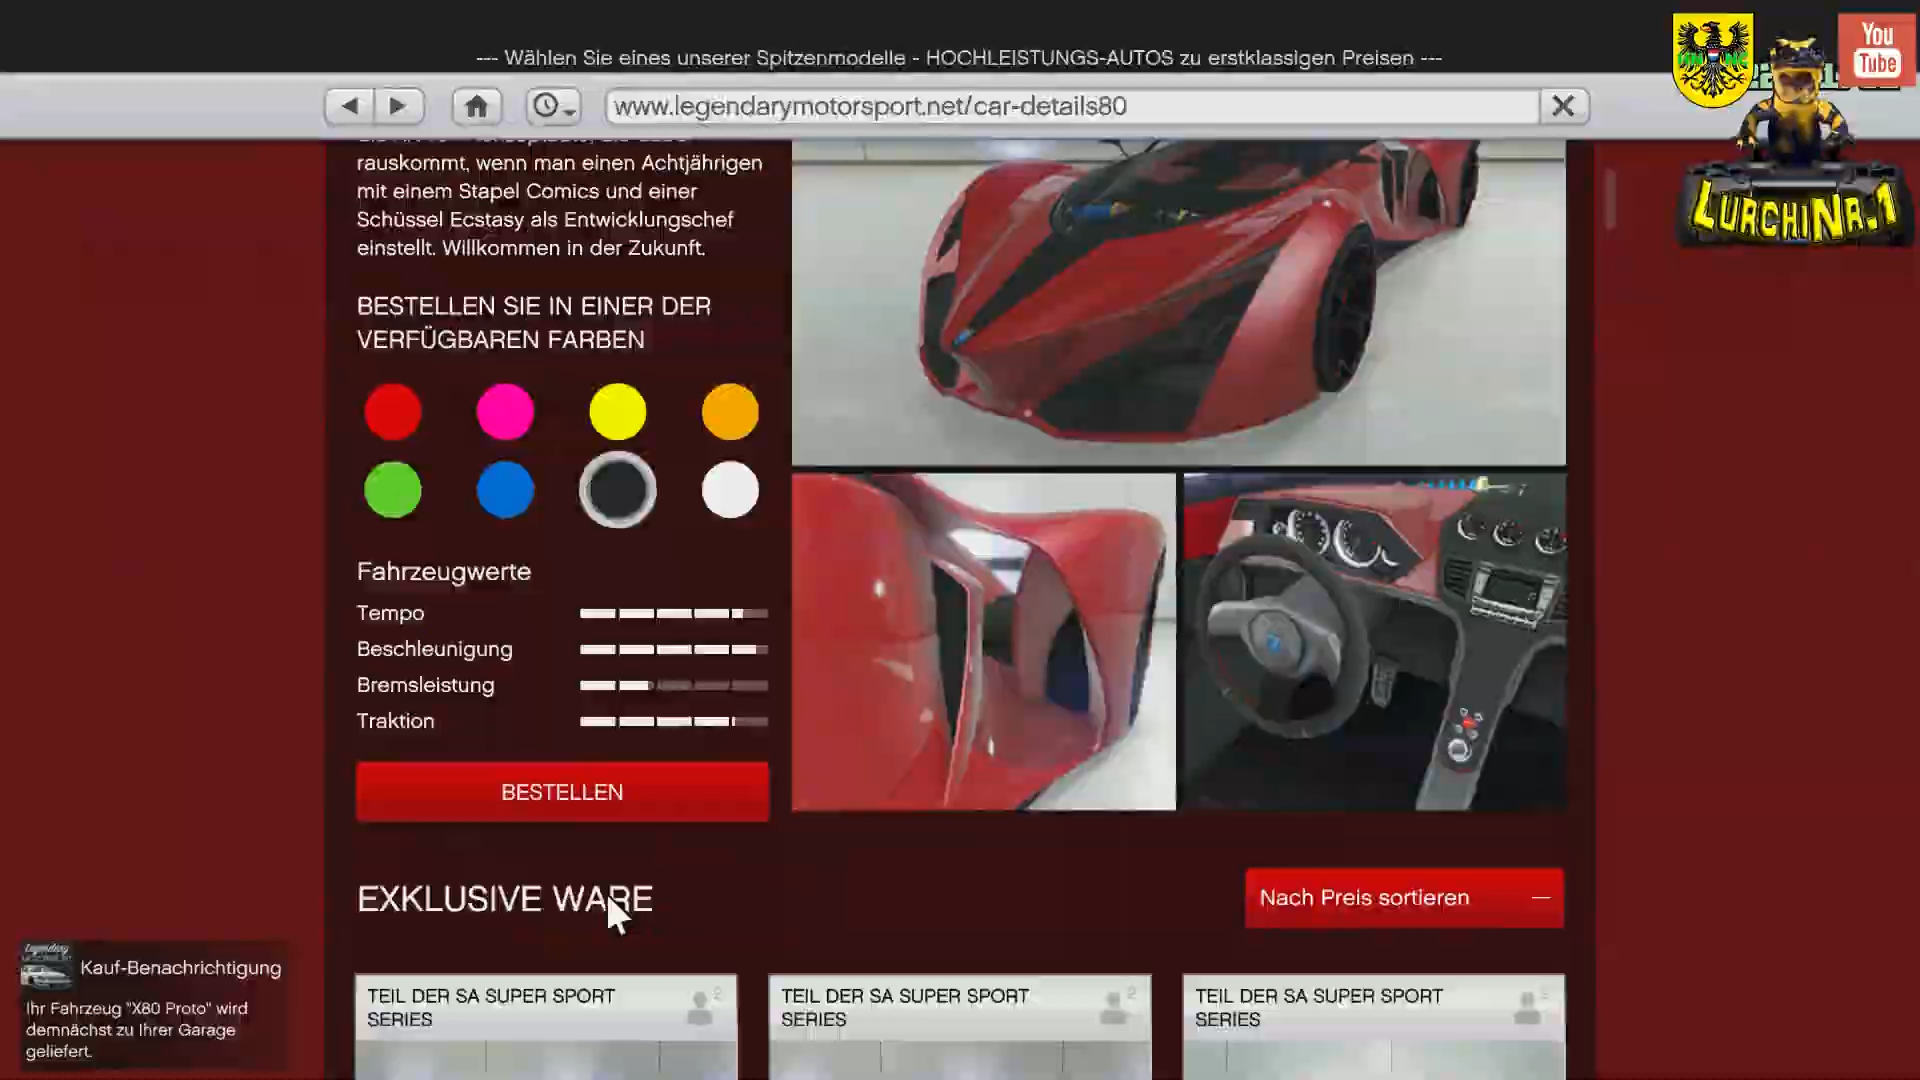 --- Wählen Sie eines unserer Spitzenmodelle - HOCHLEISTUNGS-AUTOS zu erstklassigen Preisen ---
You
Tube
www.legendarymotorsport.net/car-details80
LURCHINR.1
rauskommt, wenn man einen Achtjährigen
mit einem Stapel Comics und einer
Schüssel Ecstasy als Entwicklungschef
einstellt. Willkommen in der Zukunft.
BESTELLEN SIE IN EINER DER
VERFÜGBAREN FARBEN
Fahrzeugwerte
Tempo
Beschleunigung
Bremsleistung
Traktion
BESTELLEN
EXKLUSIVE WARE
Nach Preis sortieren
Kauf-Benachrichtigung
Ihr Fahrzeug "X80 Proto" wird
demnächst zu Ihrer Garage
geliefert.
TEIL DER SA SUPER SPORT
SERIES
TEIL DER SA SUPER SPORT
SERIES
TEIL DER SA SUPER SPORT
SERIES